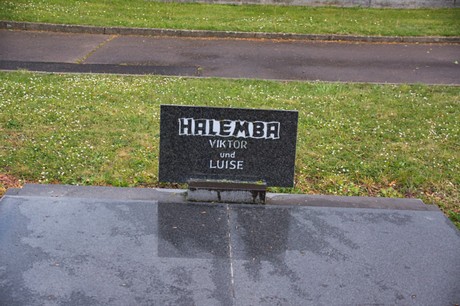 HALEMBA
VIKTOR
und
LUISE